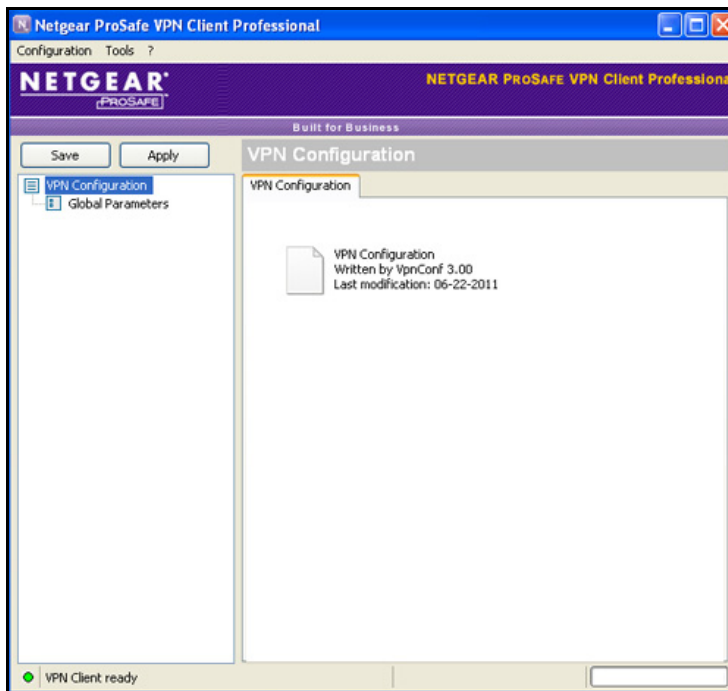 Netgear ProSafe VPN Client Professional
Configuration Tools ?
NETGEAR
PROSAFE
NETGEAR PROSAFE VPN Client Professiona
Built for Business
Save
Apply
VPN Configuration
VPN Configuration
Global Parameters
VPN Configuration
VPN Configuration
Written by VpnConf 3.00
Last modification: 06-22-2011
VPN Client ready